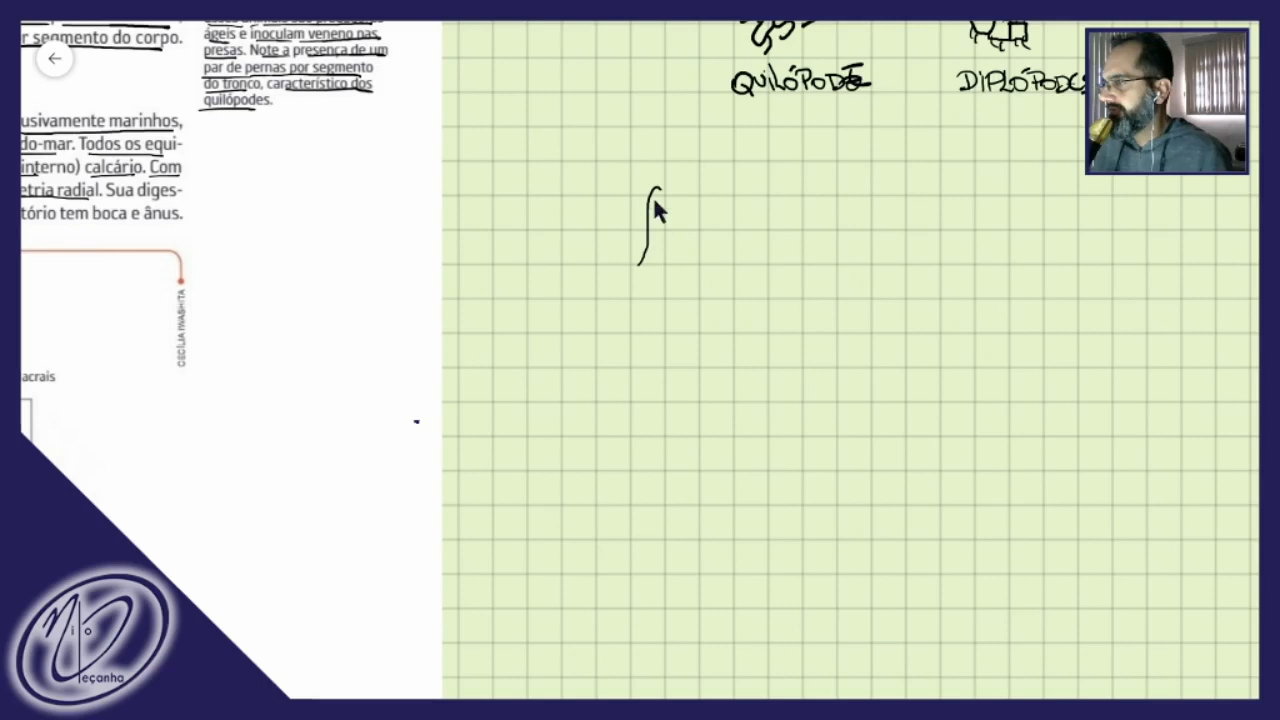 r segmento do corpo.
usivamente marinhos,
do-mar. Todos os equi-
interno) calcário. Com
etria radial. Sua diges-
tório tem boca e ânus.
CECÍLIA IWASHITA
acrais
ágeis e inoculam veneno nas
presas. Note a presença de um
par de pernas por segmento
do tronco, característico dos
quilópodes.
QUILÓPODE
DIPLÓPODES
eçanha